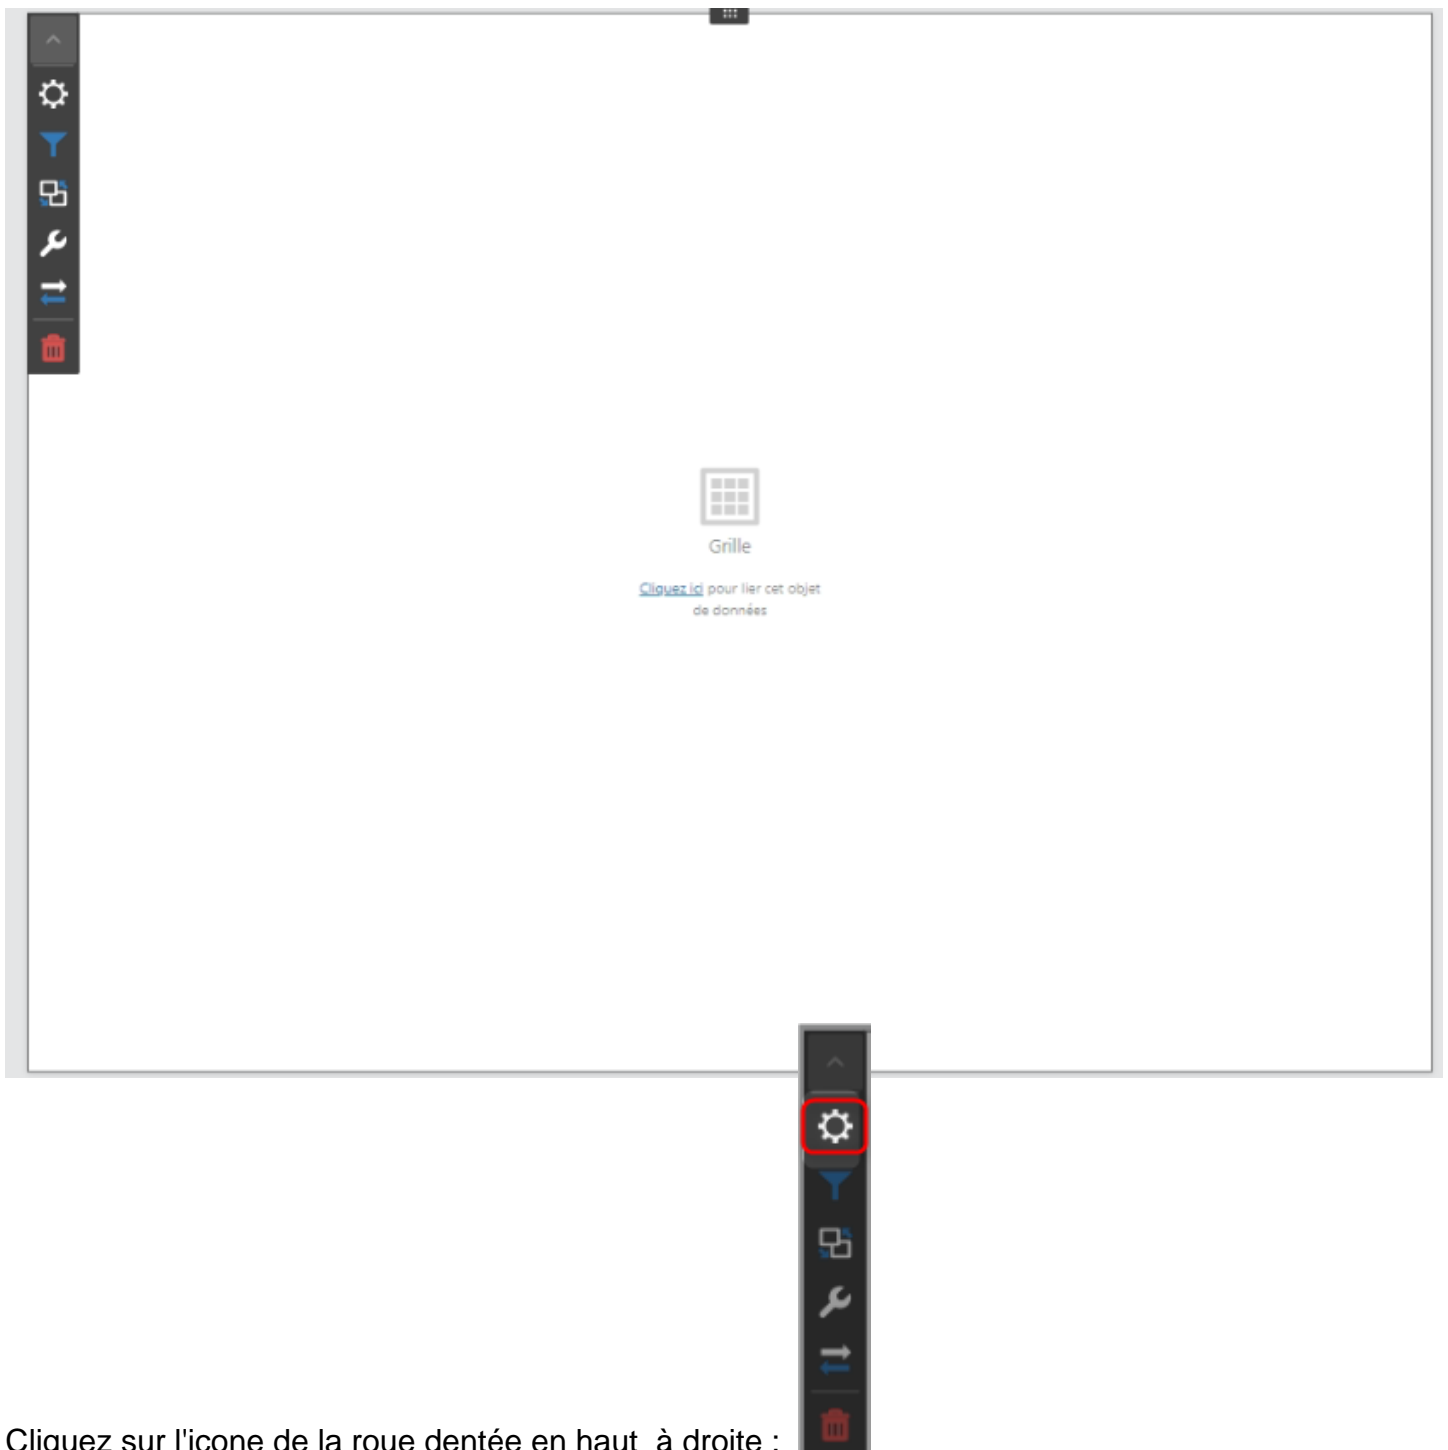 Grille
Cliquez ici pour lier cet objet
de données
Cliquez sur l'icone de la roue dentée en haut à droite :